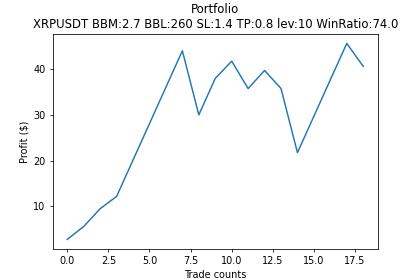 Portfolio
XRPUSDT BBM:2.7 BBL:260 SL:1.4 TP:0.8 lev:10 WinRatio:74.0
Profit ($)
40
30
20
10
0.0 2.5 5.0 7.5 10.0 12.5 15.0 17.5
Trade counts